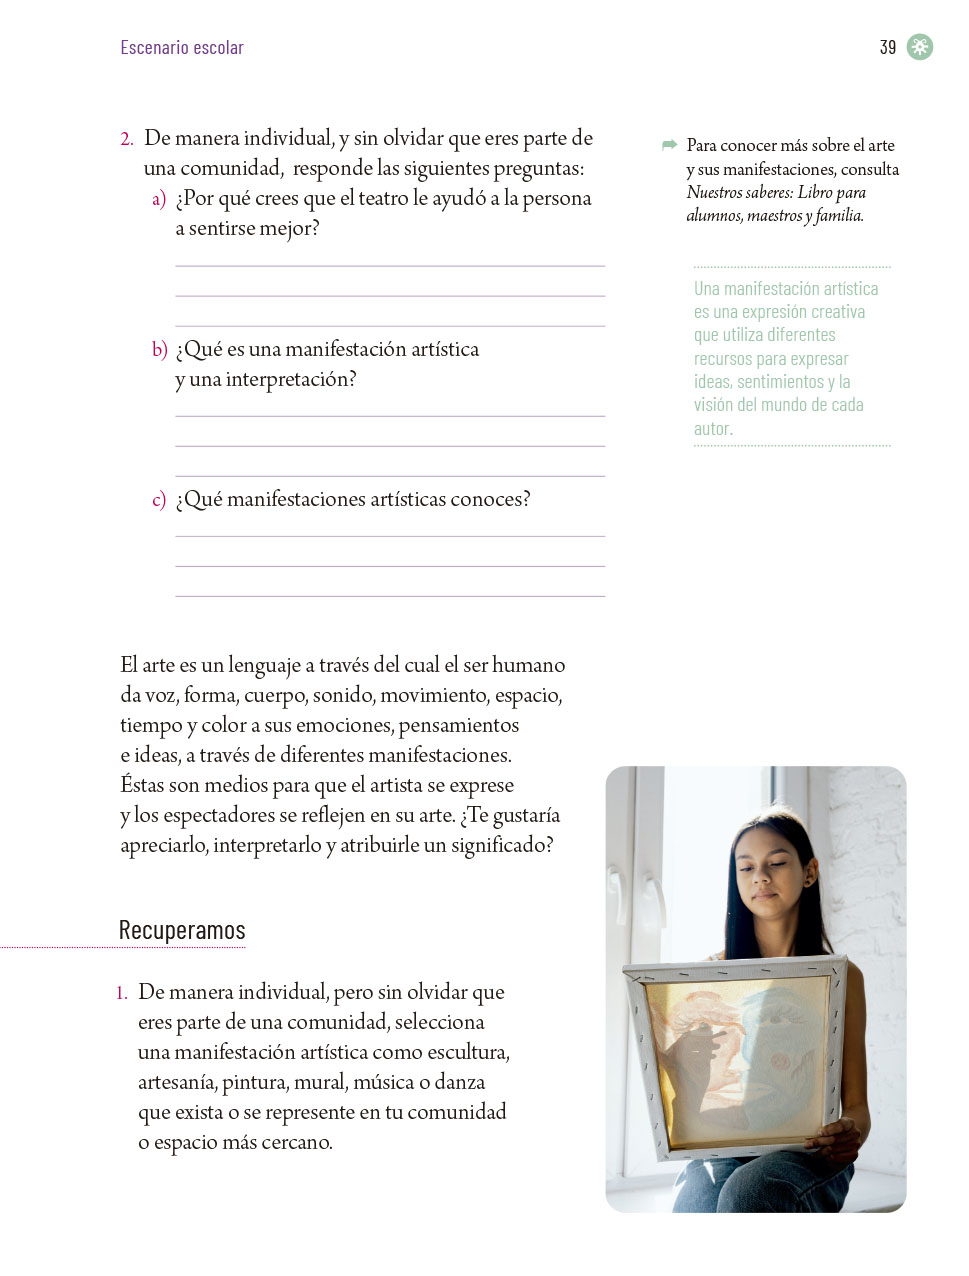 Escenario escolar
39
2. De manera individual, y sin olvidar que eres parte de
una comunidad, responde las siguientes preguntas:
a) ¿Por qué crees que el teatro le ayudó a la persona
a sentirse mejor?
b) ¿Qué es una manifestación artística
y una interpretación?
c) ¿Qué manifestaciones artísticas conoces?
Para conocer más sobre el arte
y sus manifestaciones, consulta
Nuestros saberes: Libro para
alumnos, maestros y familia.
Una manifestación artística
es una expresión creativa
que utiliza diferentes
recursos para expresar
ideas, sentimientos y la
visión del mundo de cada
autor.
El arte es un lenguaje a través del cual el ser humano
da voz, forma, cuerpo, sonido, movimiento, espacio,
tiempo y color a sus emociones, pensamientos
e ideas, a través de diferentes manifestaciones.
Éstas son medios para que el artista se exprese
y los espectadores se reflejen en su arte. ¿Te gustaría
apreciarlo, interpretarlo y atribuirle un significado?
Recuperamos
1. De manera individual, pero sin olvidar que
eres parte de una comunidad, selecciona
una manifestación artística como escultura,
artesanía, pintura, mural, música o danza
que exista o se represente en tu comunidad
o espacio más cercano.